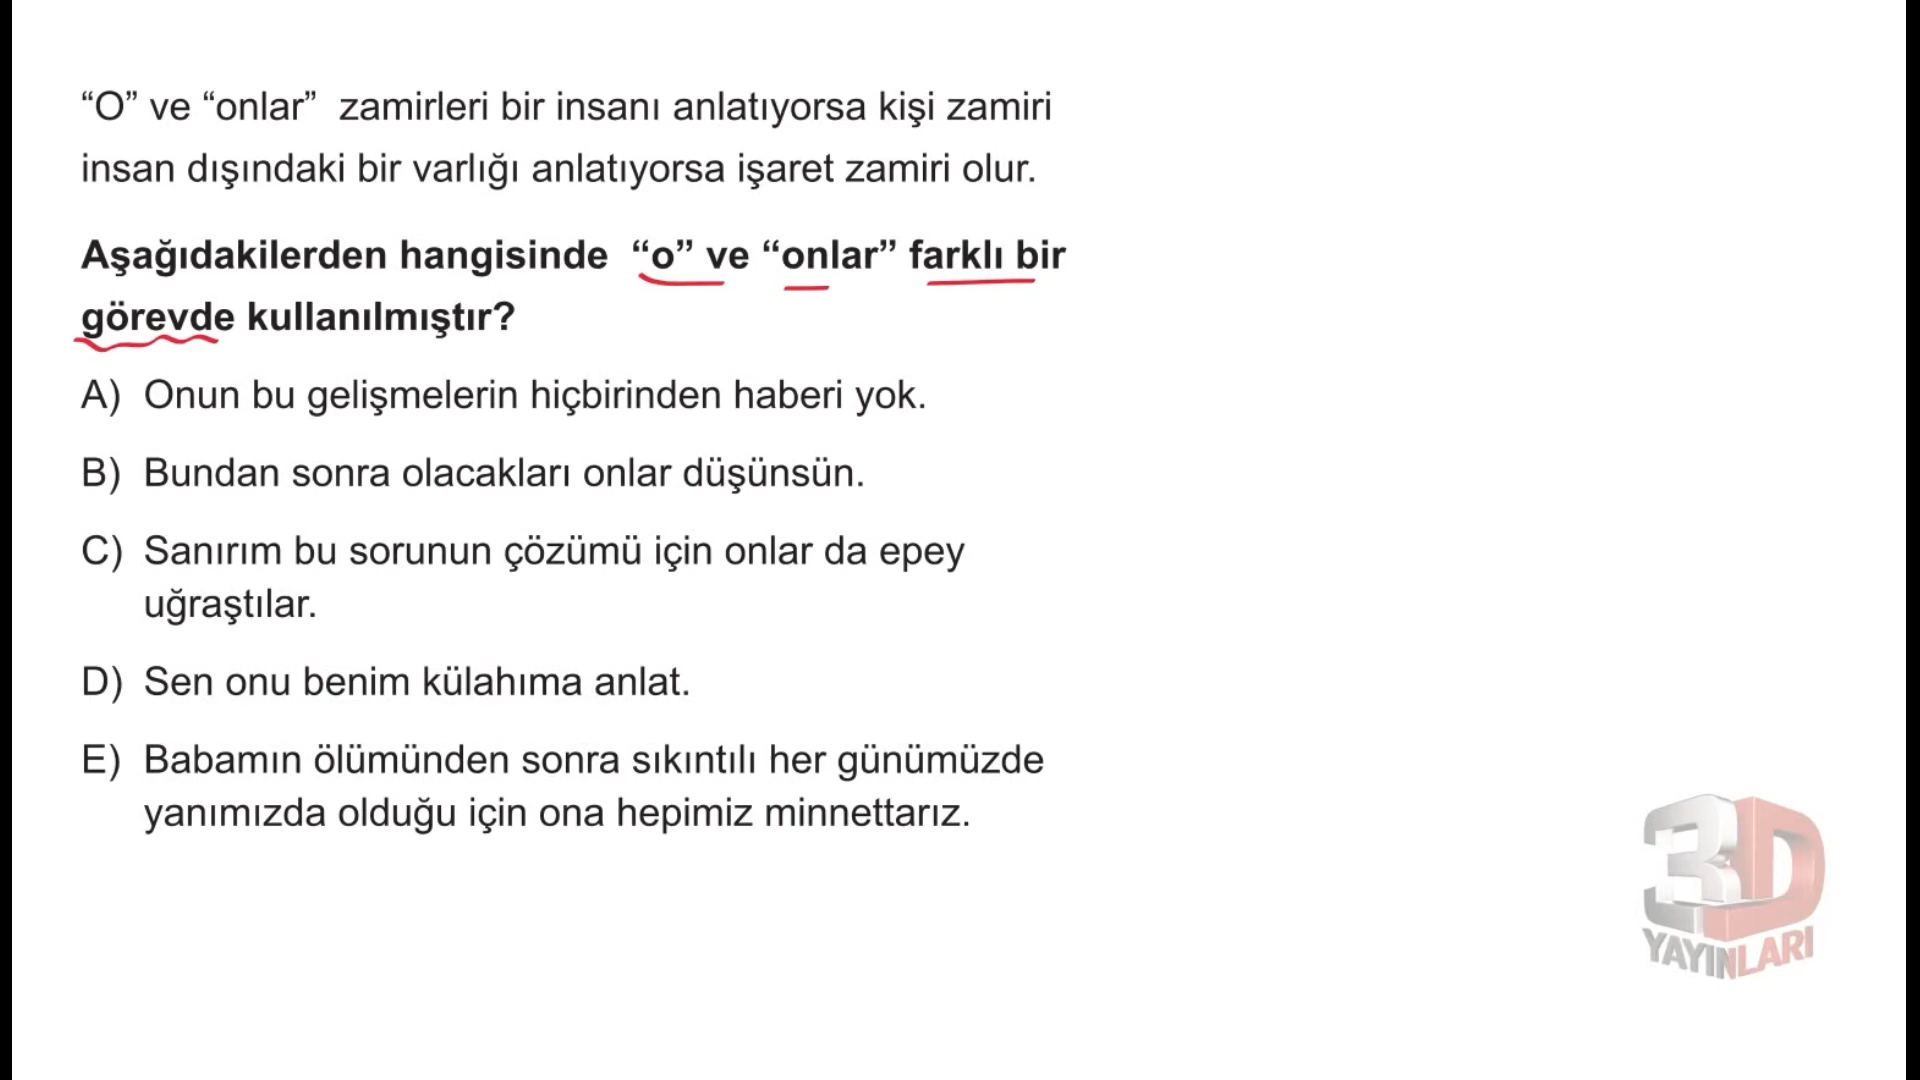 “O” ve “onlar”  zamirleri bir insanı anlatıyorsa kişi zamiri
insan dışındaki bir varlığı anlatıyorsa işaret zamiri olur.
Aşağıdakilerden hangisinde  “o” ve “onlar” farklı bir
görevde kullanılmıştır?
A) Onun bu gelişmelerin hiçbirinden haberi yok.
B) Bundan sonra olacakları onlar düşünsün.
C) Sanırım bu sorunun çözümü için onlar da epey
uğraştılar.
D) Sen onu benim külahıma anlat.
E) Babamın ölümünden sonra sıkıntılı her günümüzde
yanımızda olduğu için ona hepimiz minnettarız.
3D
YAYINLARI